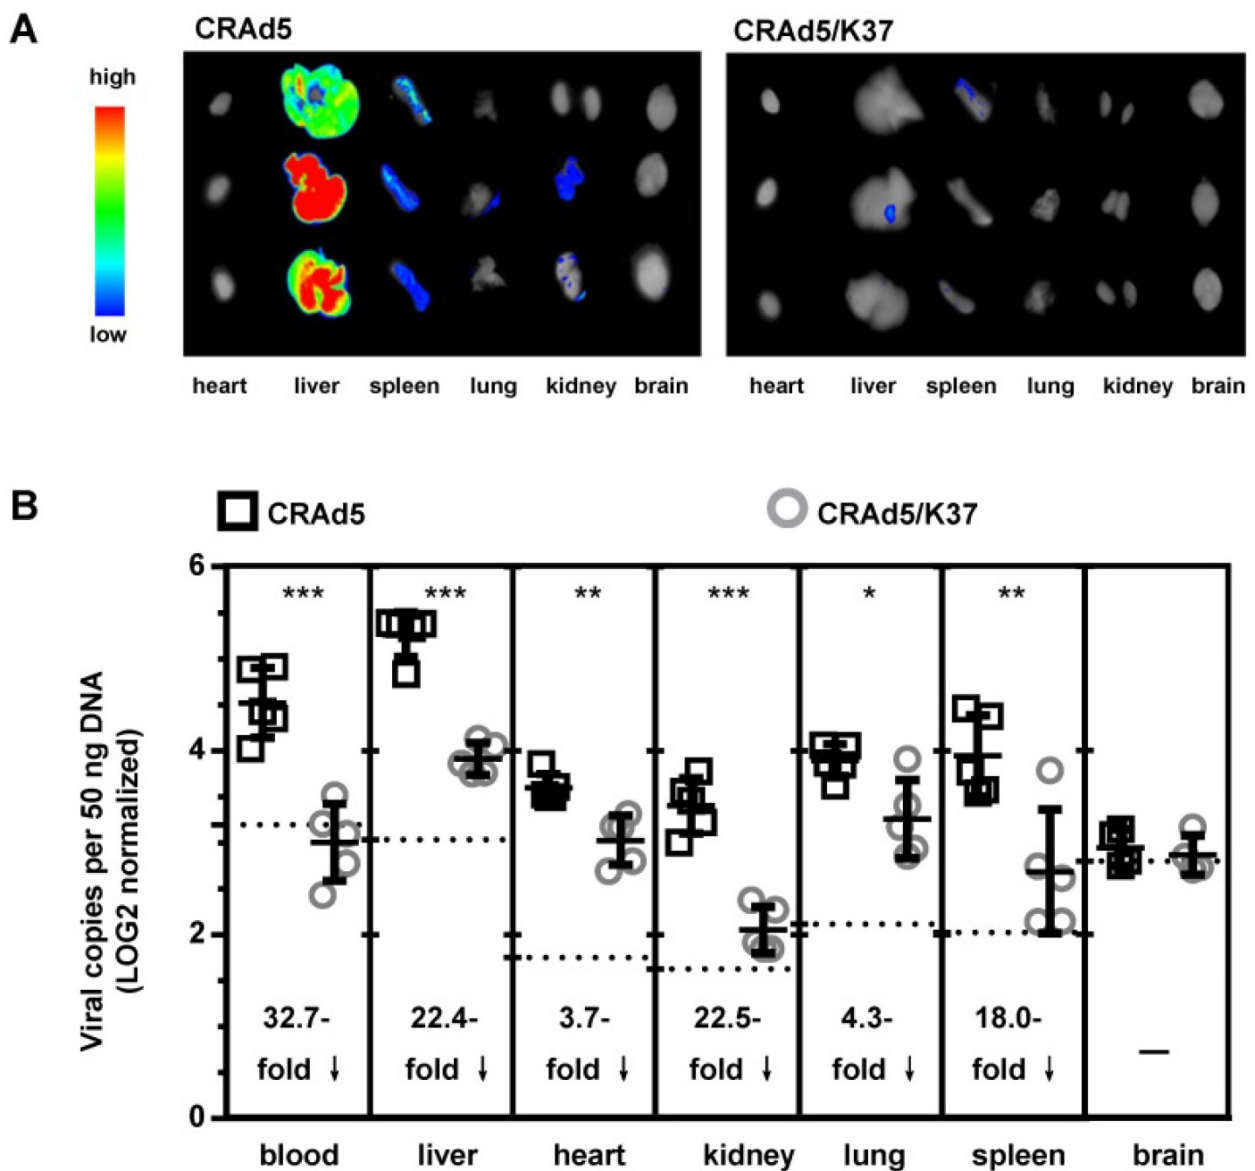 A
CRAd5
CRAd5/K37
high
low
heart liver spleen lung kidney brain
heart liver spleen lung kidney brain
B
CRAd5
CRAd5/K37
Viral copies per 50 ng DNA
(LOG2 normalized)
6
4
2
0
*** *** ** *** * **
32.7- 22.4- 3.7- 22.5- 4.3- 18.0-
fold ↓ fold ↓ fold ↓ fold ↓ fold ↓ fold ↓ –
blood liver heart kidney lung spleen brain